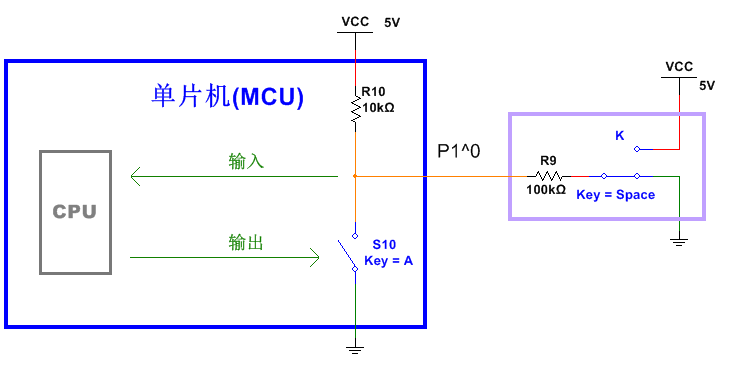 VCC 5V
单片机(MCU)
R10
10kΩ
VCC
5V
P1^0
K
输入
R9
100kΩ
Key = Space
CPU
输出
S10
Key = A